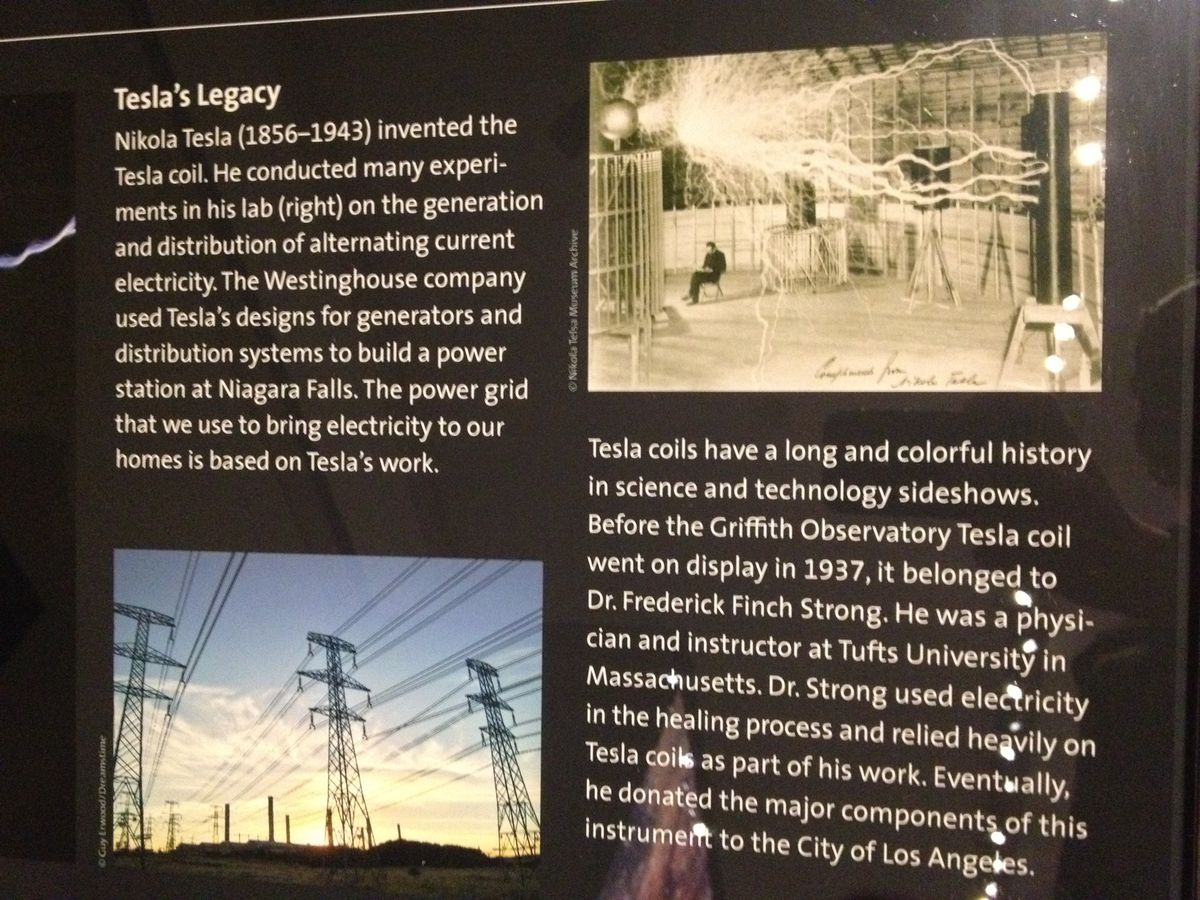 Tesla's Legacy
Nikola Tesla (1856–1943) invented the
Tesla coil. He conducted many experi-
ments in his lab (right) on the generation
and distribution of alternating current
electricity. The Westinghouse company
used Tesla's designs for generators and
distribution systems to build a power
station at Niagara Falls. The power grid
that we use to bring electricity to our
homes is based on Tesla's work.
© Nikola Telsa Museum Archive
Compliments from
Nikola Tesla
Tesla coils have a long and colorful history
in science and technology sideshows.
Before the Griffith Observatory Tesla coil
went on display in 1937, it belonged to
Dr. Frederick Finch Strong. He was a physi-
cian and instructor at Tufts University in
Massachusetts. Dr. Strong used electricity
in the healing process and relied heavily on
Tesla coils as part of his work. Eventually,
he donated the major components of this
instrument to the City of Los Angeles.
© Guy Erwood/Dreamstime